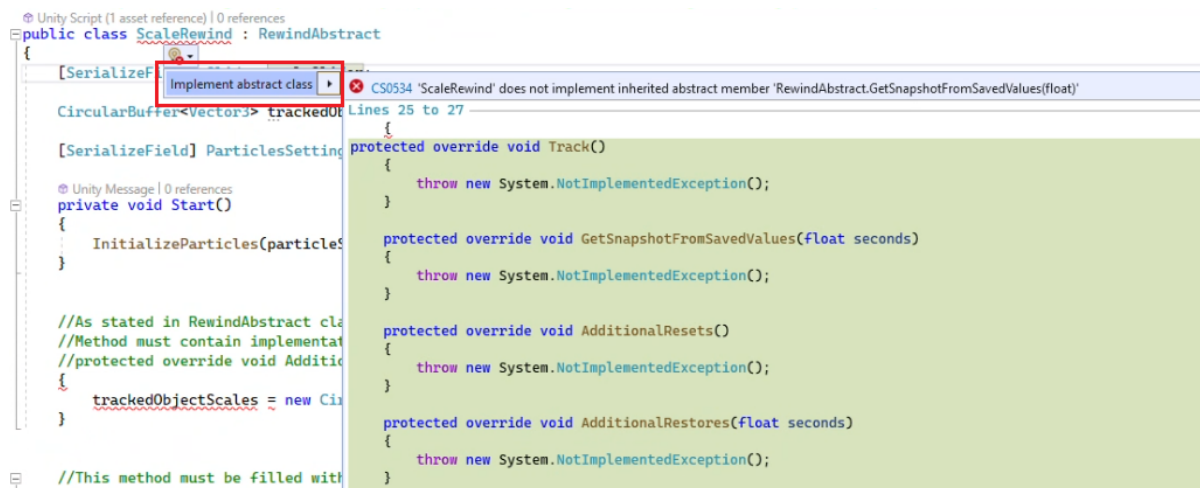 Unity Script (1 asset reference) | 0 references
public class ScaleRewind : RewindAbstract
{
[SerializeFi
Implement abstract class
CS0534 'ScaleRewind' does not implement inherited abstract member 'RewindAbstract.GetSnapshotFromSavedValues(float)'
CircularBuffer<Vector3> trackedOb
Lines 25 to 27
{
[SerializeField] ParticlesSetting
protected override void Track()
{
throw new System.NotImplementedException();
}
Unity Message | 0 references
private void Start()
{
InitializeParticles(particleS
}
protected override void GetSnapshotFromSavedValues(float seconds)
{
throw new System.NotImplementedException();
}
//As stated in RewindAbstract cla
//Method must contain implementat
//protected override void Additio
{
trackedObjectScales = new Cir
}
protected override void AdditionalResets()
{
throw new System.NotImplementedException();
}
protected override void AdditionalRestores(float seconds)
{
throw new System.NotImplementedException();
}
//This method must be filled with